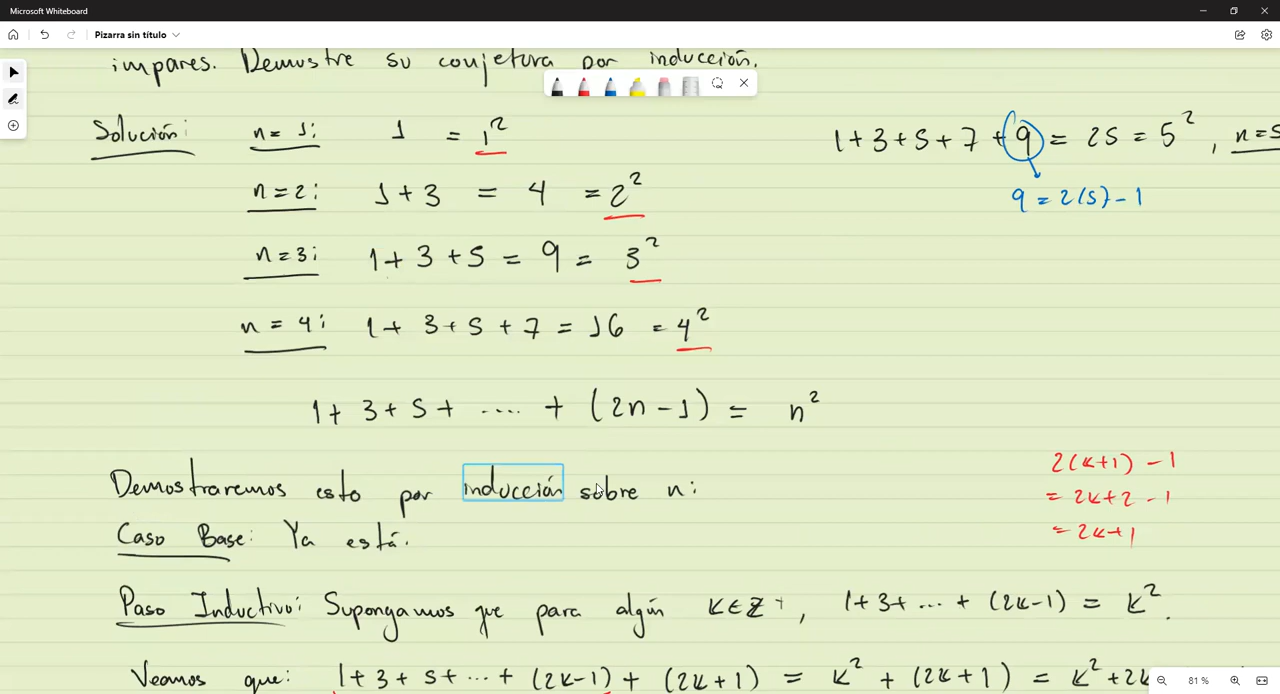 Microsoft Whiteboard
Pizarra sin título
impares. Demustre su conjetura por inducción.
Solución: n = 1: 1 = 1²
1 + 3 + 5 + 7 + 9 = 25 = 5², n = 5
n = 2: 1 + 3 = 4 = 2²
9 = 2(5) - 1
n = 3: 1 + 3 + 5 = 9 = 3²
n = 4: 1 + 3 + 5 + 7 = 16 = 4²
1 + 3 + 5 + .... + (2n - 1) = n²
2(k+1) - 1
= 2k + 2 - 1
= 2k + 1
Demostraremos esto por inducción sobre n:
Caso Base: Ya está.
Paso Inductivo: Supongamos que para algún k ∈ Z⁺, 1 + 3 + ... + (2k - 1) = k².
Veamos que: 1 + 3 + 5 + ... + (2k - 1) + (2k + 1) = k² + (2k + 1) = k² + 2k
81 %